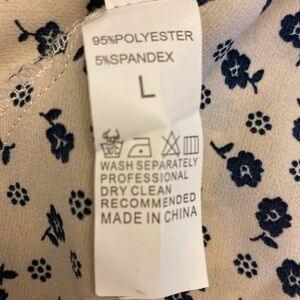 95%POLYESTER
5%SPANDEX
L
WASH SEPARATELY
PROFESSIONAL
DRY CLEAN
RECOMMENDED
MADE IN CHINA